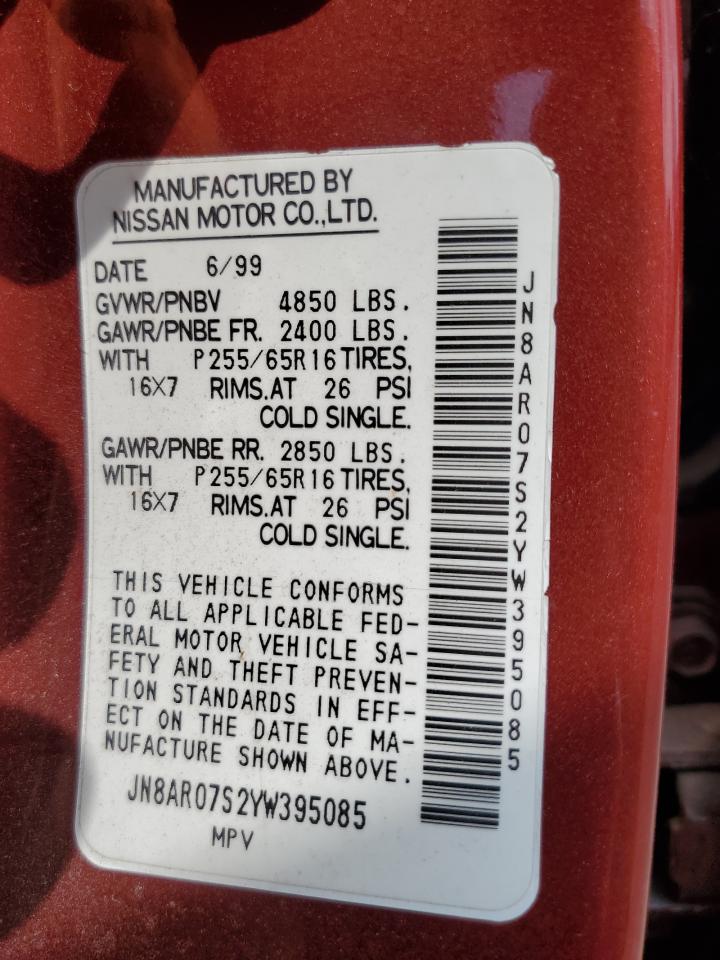 MANUFACTURED BY
NISSAN MOTOR CO.,LTD.
DATE 6/99
GVWR/PNBV 4850 LBS.
GAWR/PNBE FR. 2400 LBS.
WITH P255/65R16 TIRES,
16X7 RIMS.AT 26 PSI
COLD SINGLE.
GAWR/PNBE RR. 2850 LBS.
WITH P255/65R16 TIRES,
16X7 RIMS.AT 26 PSI
COLD SINGLE.
THIS VEHICLE CONFORMS
TO ALL APPLICABLE FED-
ERAL MOTOR VEHICLE SA-
FETY AND THEFT PREVEN-
TION STANDARDS IN EFF-
ECT ON THE DATE OF MA-
NUFACTURE SHOWN ABOVE.
JN8AR07S2YW395085
MPV
JN8AR07S2YW395085